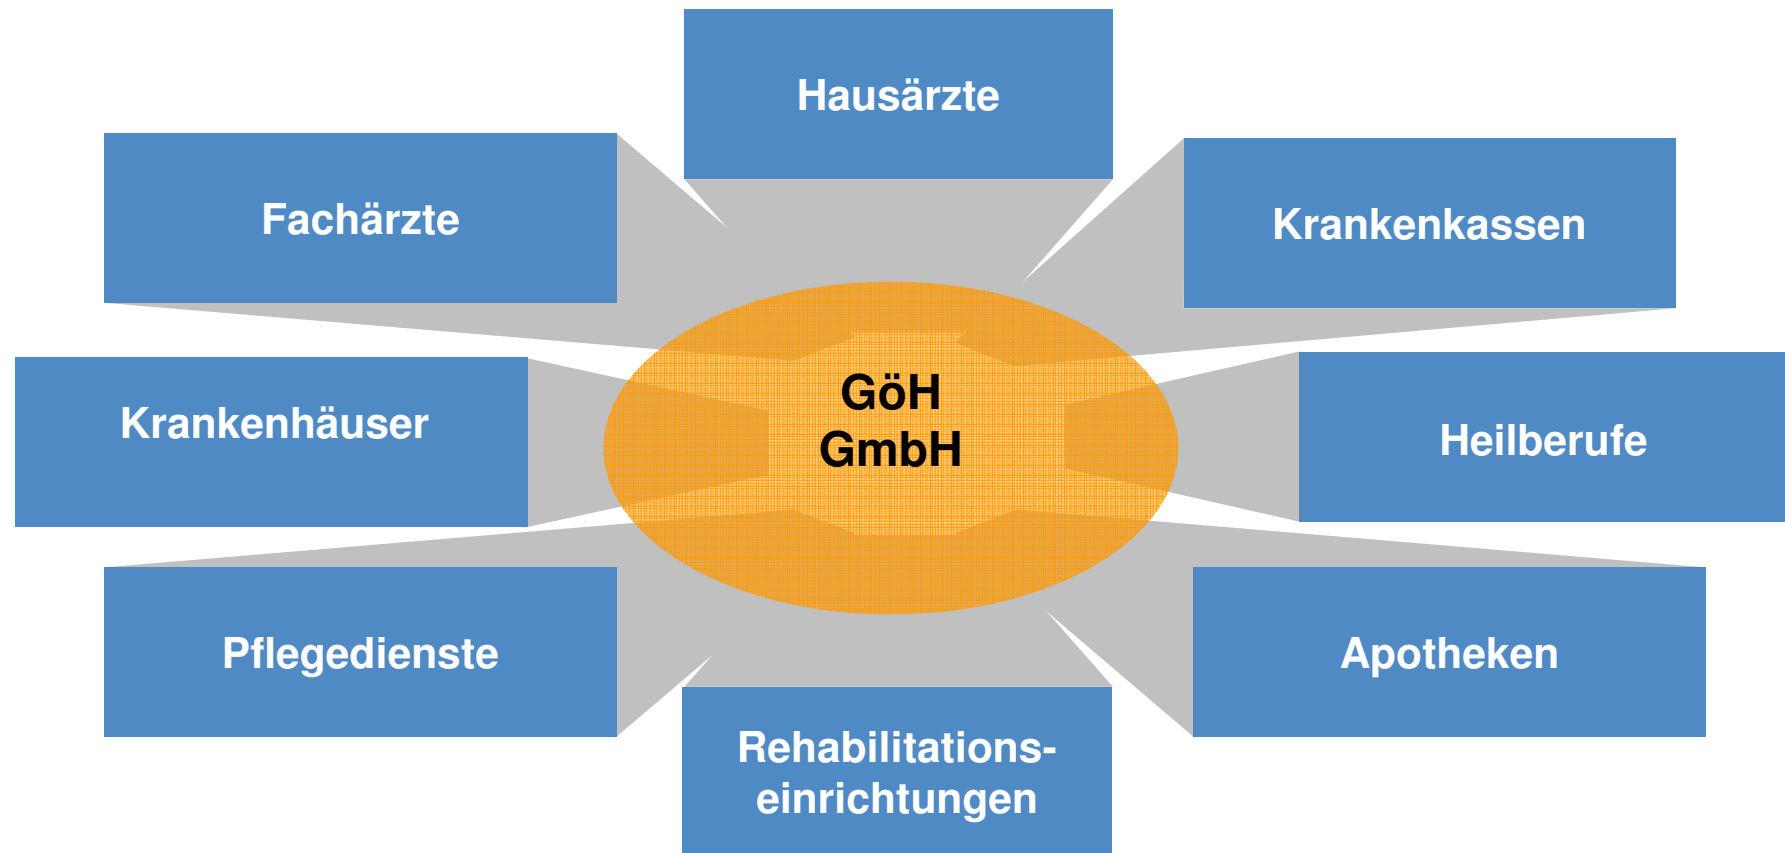 Hausärzte
Fachärzte
Krankenkassen
GöH
GmbH
Krankenhäuser
Heilberufe
Pflegedienste
Apotheken
Rehabilitations-
einrichtungen